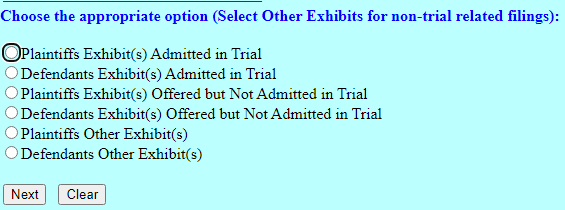 Choose the appropriate option (Select Other Exhibits for non-trial related filings):
Plaintiffs Exhibit(s) Admitted in Trial
Defendants Exhibit(s) Admitted in Trial
Plaintiffs Exhibit(s) Offered but Not Admitted in Trial
Defendants Exhibit(s) Offered but Not Admitted in Trial
Plaintiffs Other Exhibit(s)
Defendants Other Exhibit(s)
Next Clear